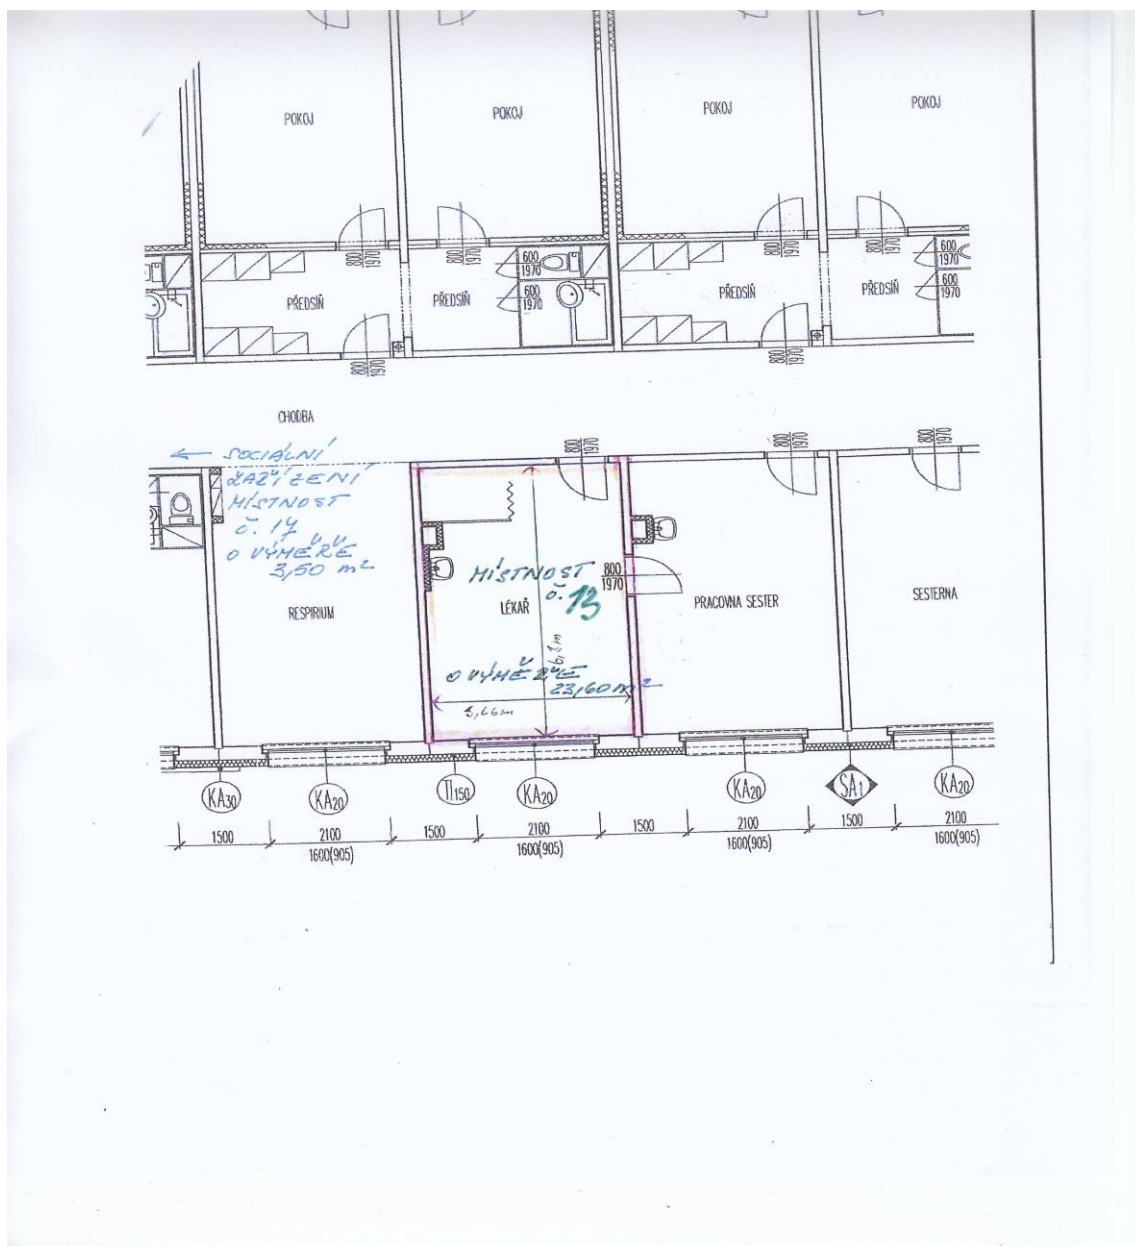 POKOJ
POKOJ
POKOJ
POKOJ
800
1970
800
1970
800
1970
800
1970
600
1970
600
1970
600
1970
600
1970
PŘEDSÍŇ
PŘEDSÍŇ
PŘEDSÍŇ
PŘEDSÍŇ
800
1970
800
1970
CHODBA
SOCIÁLNÍ
ZAŘÍZENÍ
MÍSTNOST
č. 17
O VÝMĚŘE
3,50 m²
RESPIRIUM
800
1970
800
1970
800
1970
MÍSTNOST
č. 13
LÉKAŘ
800
1970
O VÝMĚŘE
23,60 m²
3,66m
PRACOVNA SESTER
SESTERNA
KA30
KA20
TI150
KA20
KA20
SA1
KA20
1500
2100
1500
2100
1500
2100
1500
2100
1600(905)
1600(905)
1600(905)
1600(905)